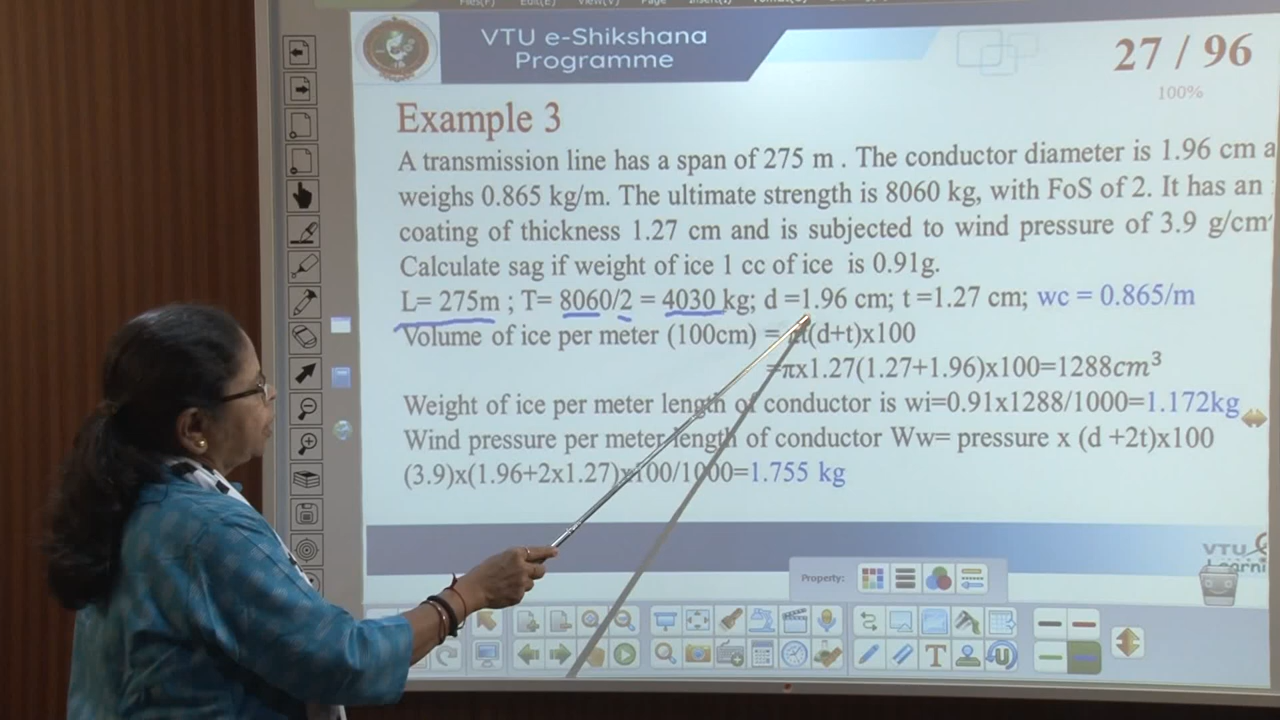 VTU e-Shikshana
Programme
27 / 96
100%
Example 3
A transmission line has a span of 275 m . The conductor diameter is 1.96 cm a
weighs 0.865 kg/m. The ultimate strength is 8060 kg, with FoS of 2. It has an
coating of thickness 1.27 cm and is subjected to wind pressure of 3.9 g/cm
Calculate sag if weight of ice 1 cc of ice is 0.91g.
L= 275m ; T= 8060/2 = 4030 kg; d =1.96 cm; t =1.27 cm; wc = 0.865/m
Volume of ice per meter (100cm) = πt(d+t)x100
=πx1.27(1.27+1.96)x100=1288cm³
Weight of ice per meter length of conductor is wi=0.91x1288/1000=1.172kg
Wind pressure per meter length of conductor Ww= pressure x (d +2t)x100
(3.9)x(1.96+2x1.27)x100/1000=1.755 kg
VTU
Property: